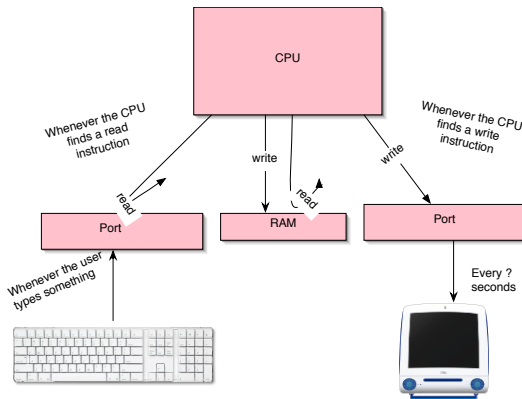 CPU
Whenever the CPU
finds a read
instruction
Whenever the CPU
finds a write
instruction
write
write
read
read
Port
RAM
Port
Whenever the user
types something
Every ?
seconds